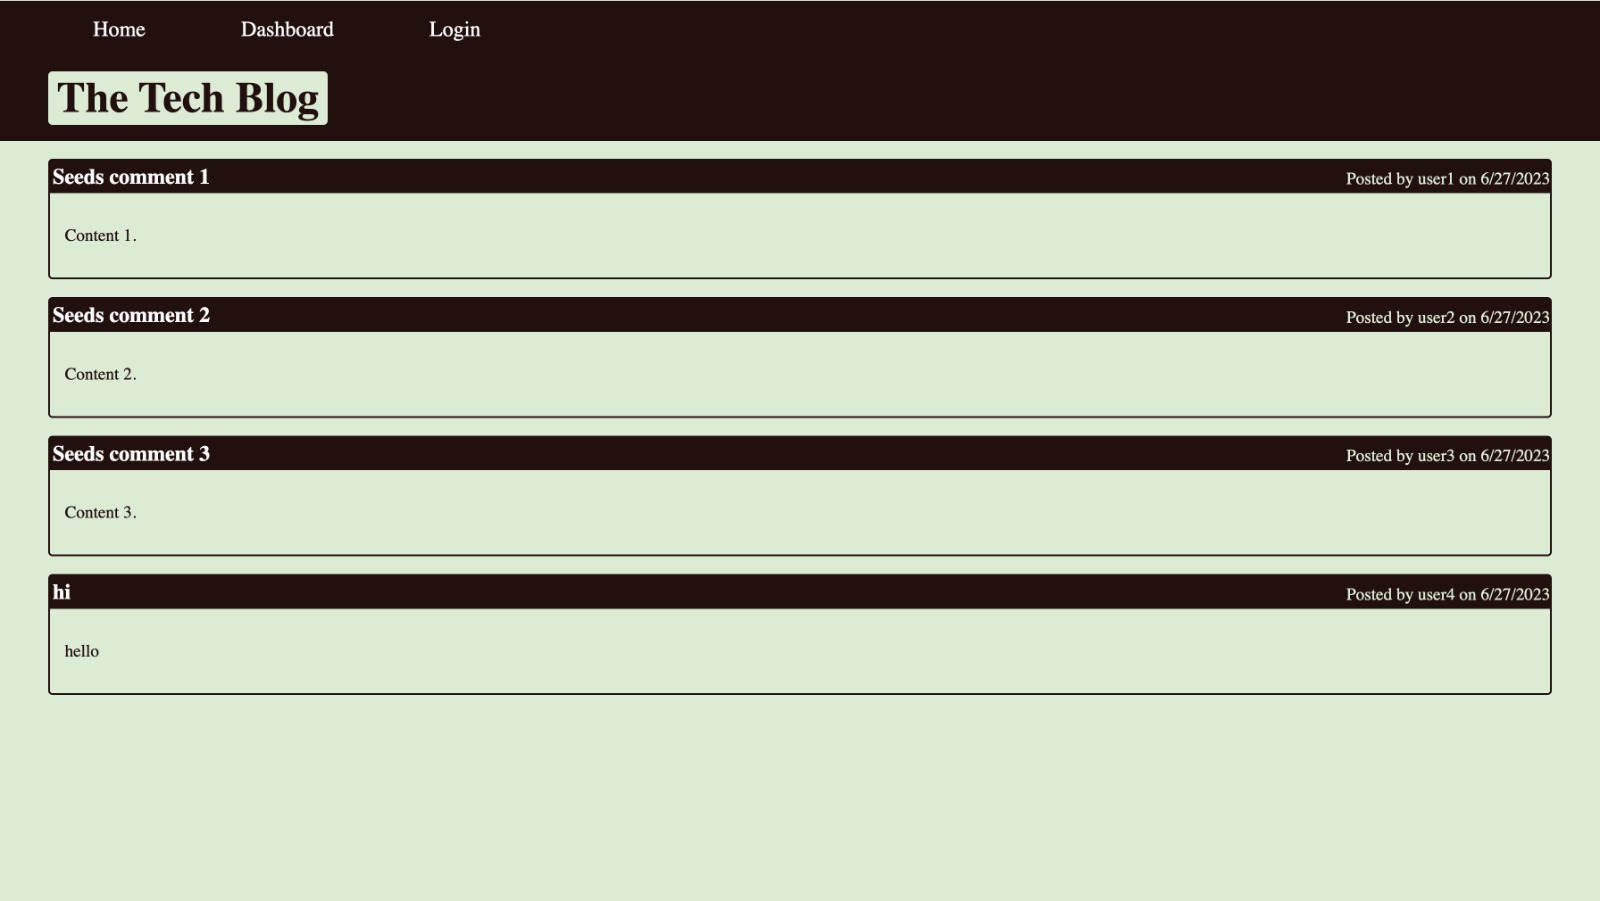 Home Dashboard Login
The Tech Blog
Seeds comment 1 Posted by user1 on 6/27/2023
Content 1.
Seeds comment 2 Posted by user2 on 6/27/2023
Content 2.
Seeds comment 3 Posted by user3 on 6/27/2023
Content 3.
hi Posted by user4 on 6/27/2023
hello